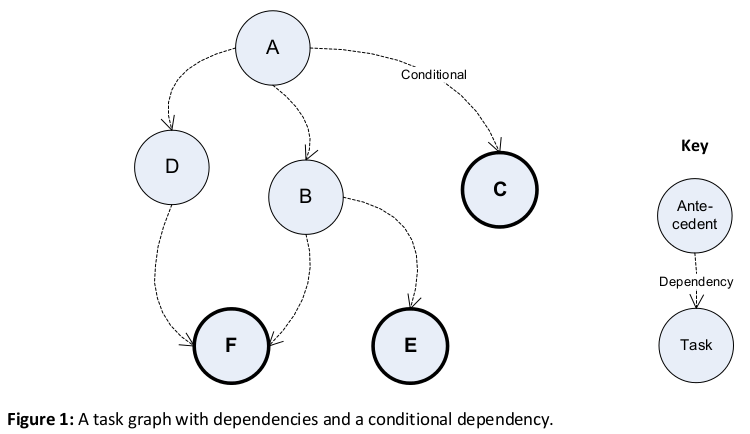 A
Conditional
D
B
C
F
E
Key
Ante-
cedent
Dependency
Task
Figure 1: A task graph with dependencies and a conditional dependency.